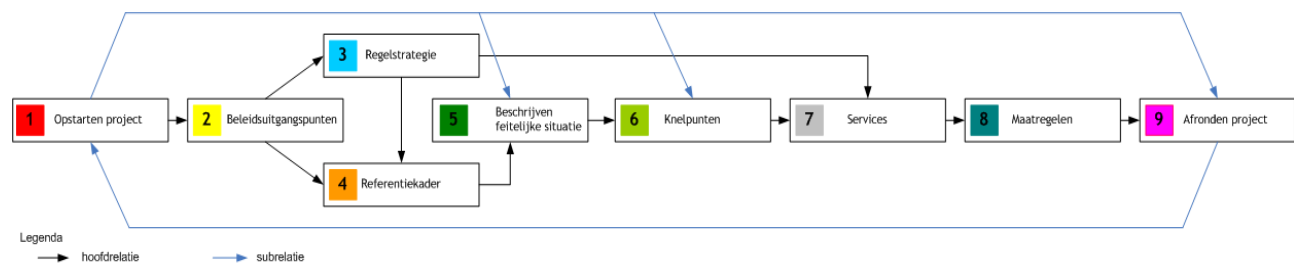 3 Regelstrategie
1 Opstarten project
2 Beleidsuitgangspunten
5 Beschrijven
feitelijke situatie
6 Knelpunten
7 Services
8 Maatregelen
9 Afronden project
4 Referentiekader
Legenda
hoofdrelatie
subrelatie